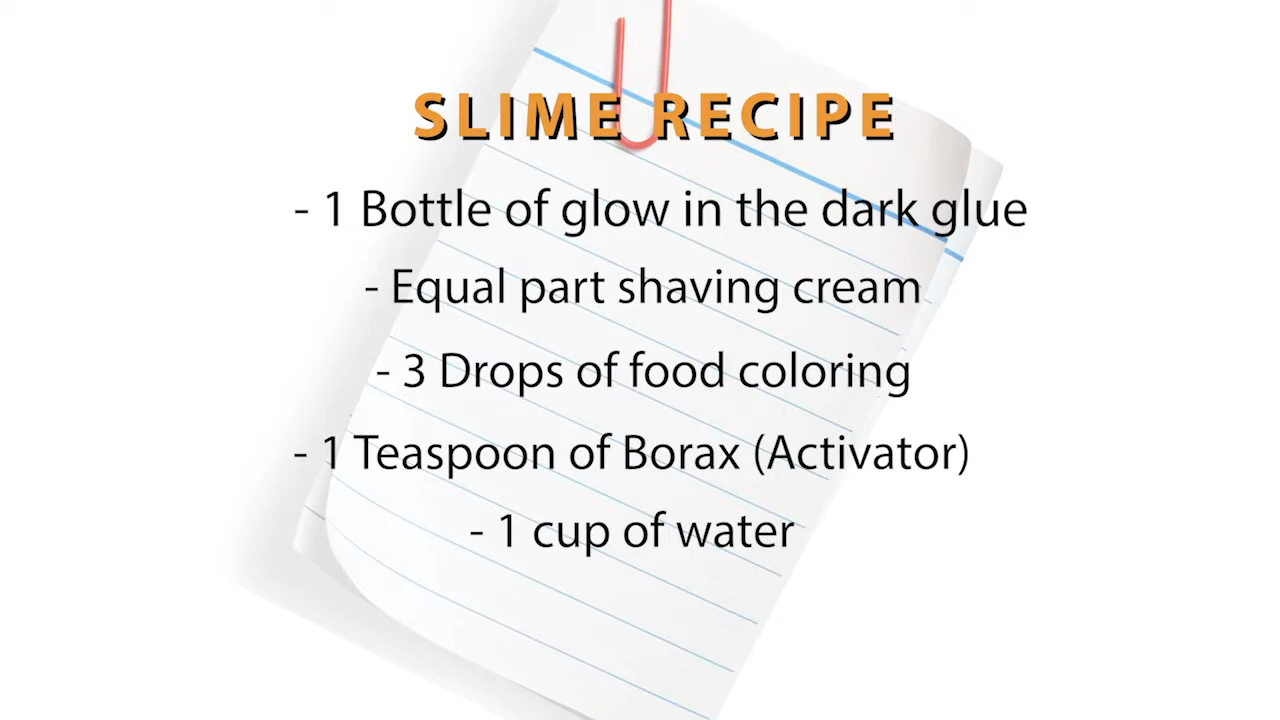 SLIME RECIPE
- 1 Bottle of glow in the dark glue
- Equal part shaving cream
- 3 Drops of food coloring
- 1 Teaspoon of Borax (Activator)
- 1 cup of water